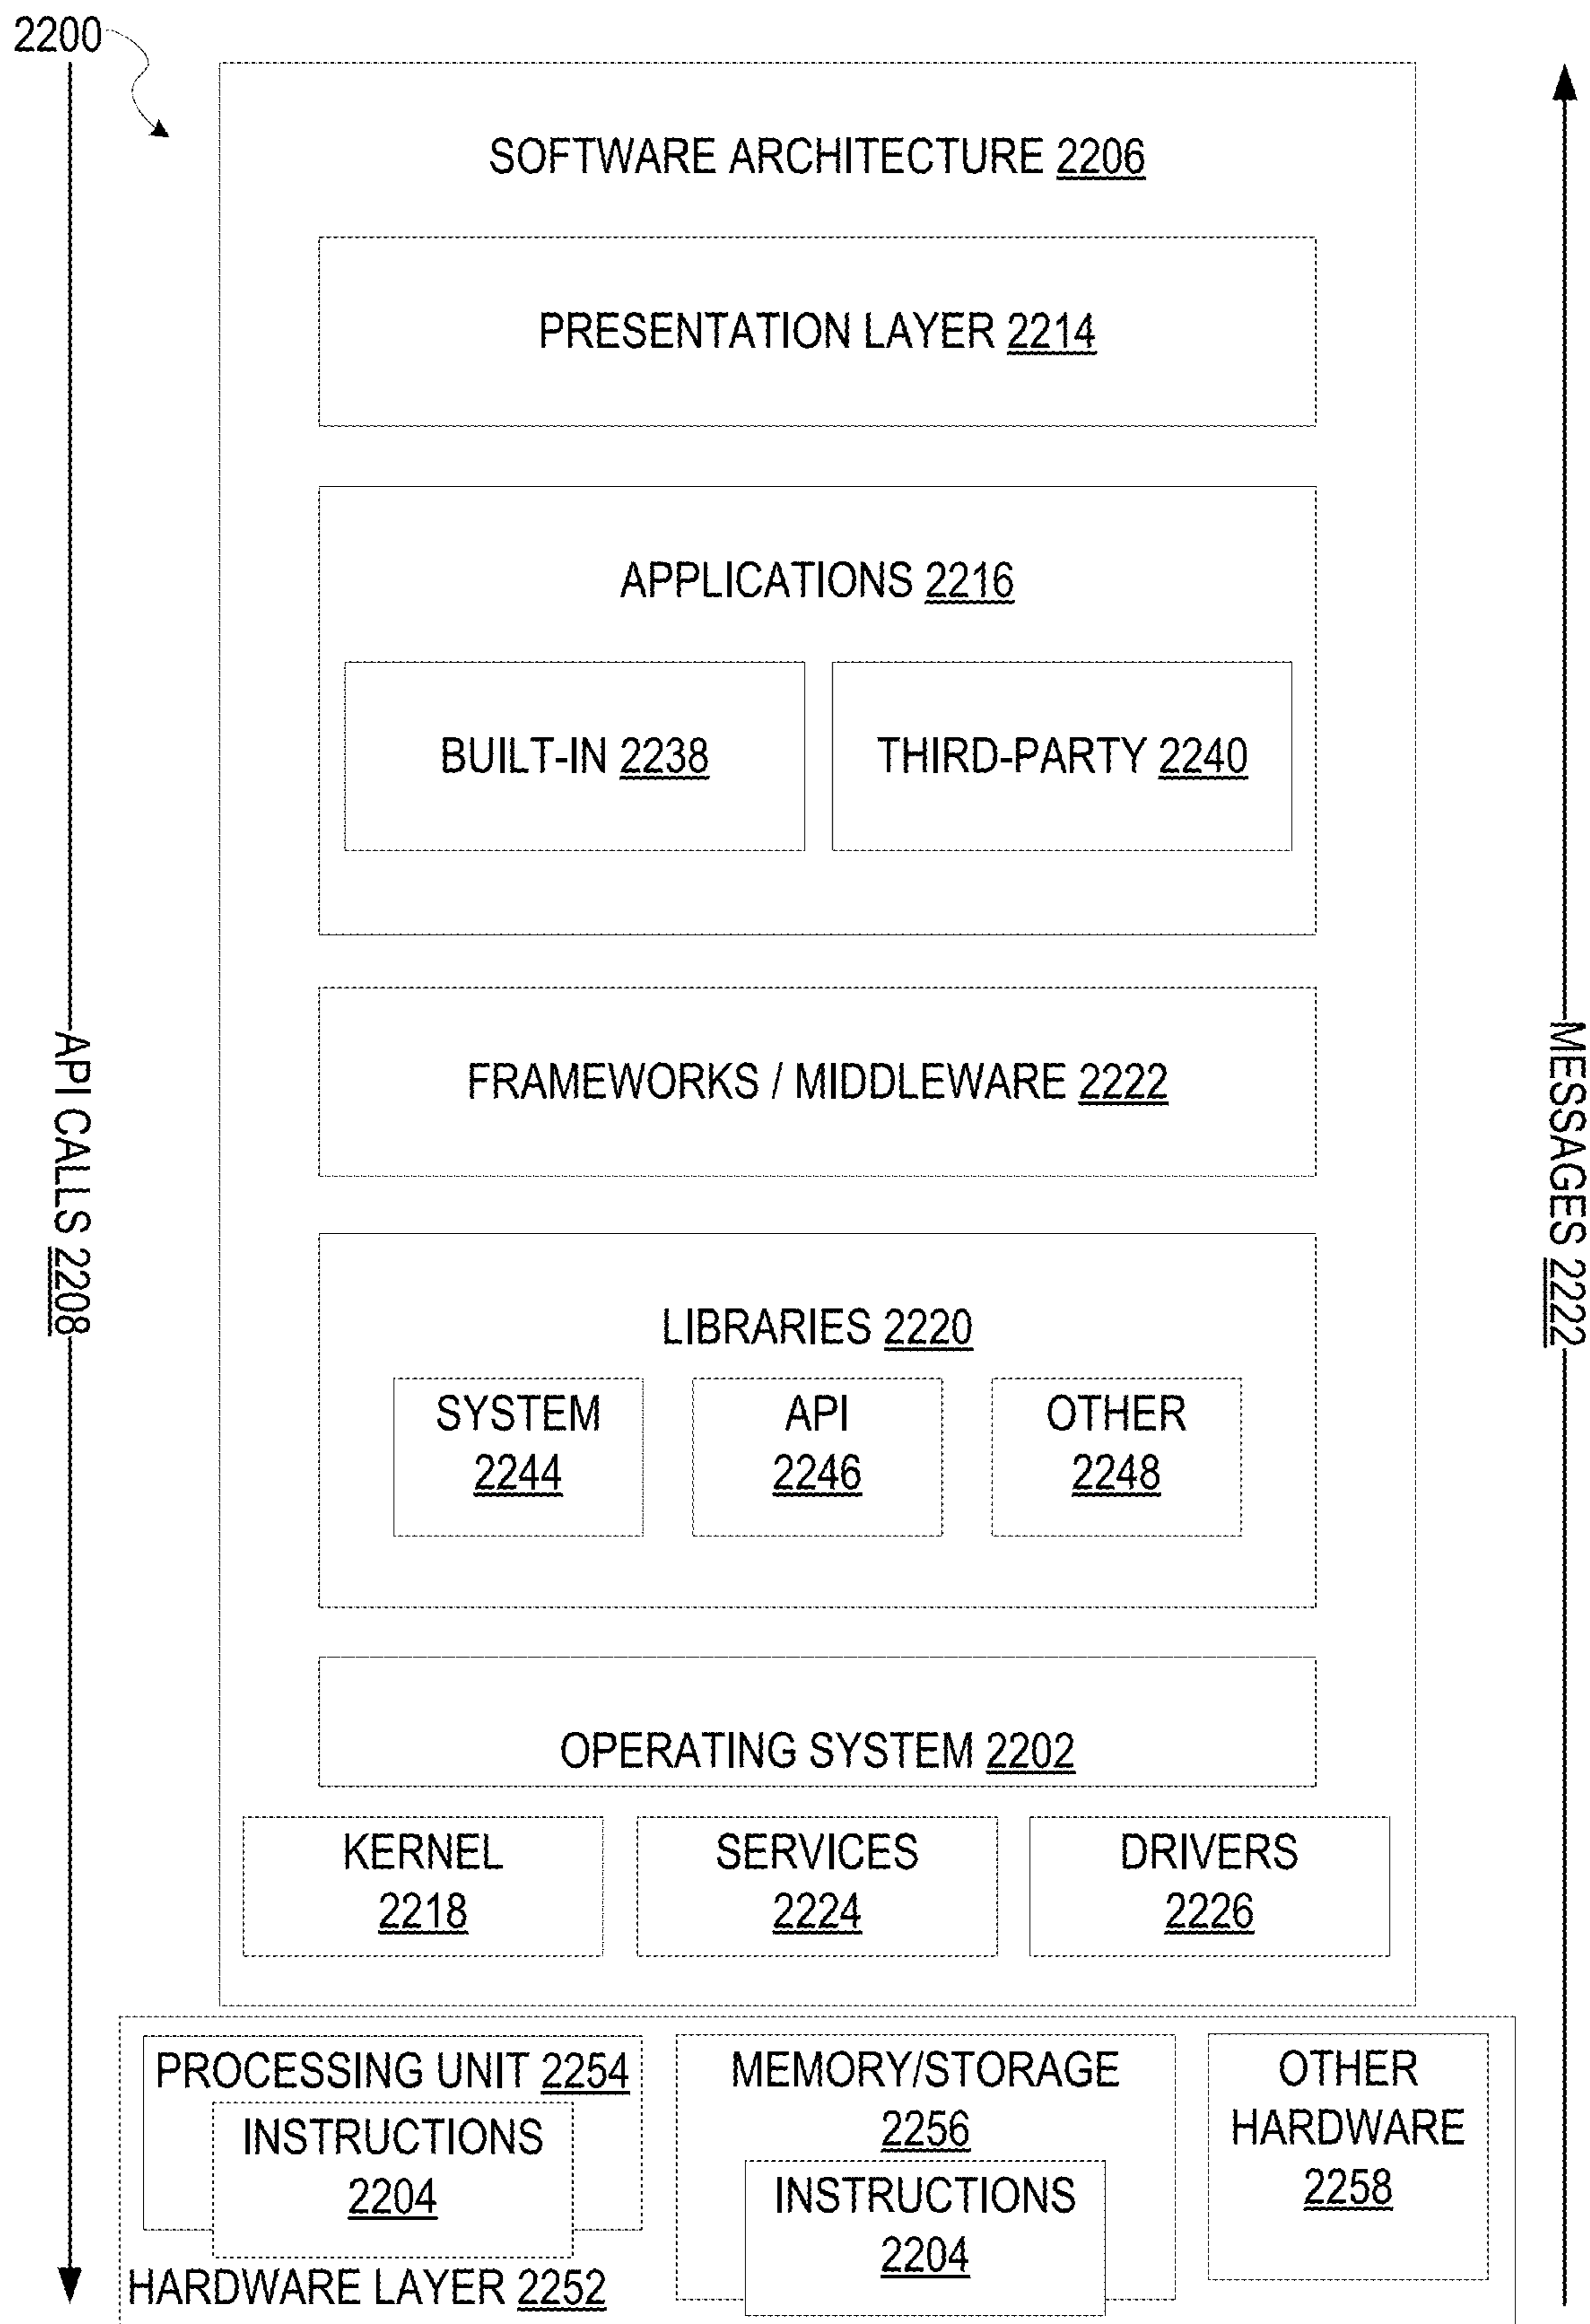 2200
SOFTWARE ARCHITECTURE 2206
PRESENTATION LAYER 2214
APPLICATIONS 2216
BUILT-IN 2238
THIRD-PARTY 2240
FRAMEWORKS / MIDDLEWARE 2222
API CALLS 2208
MESSAGES 2222
LIBRARIES 2220
SYSTEM
2244
API
2246
OTHER
2248
OPERATING SYSTEM 2202
KERNEL
2218
SERVICES
2224
DRIVERS
2226
PROCESSING UNIT 2254
INSTRUCTIONS
2204
MEMORY/STORAGE
2256
INSTRUCTIONS
2204
OTHER
HARDWARE
2258
HARDWARE LAYER 2252